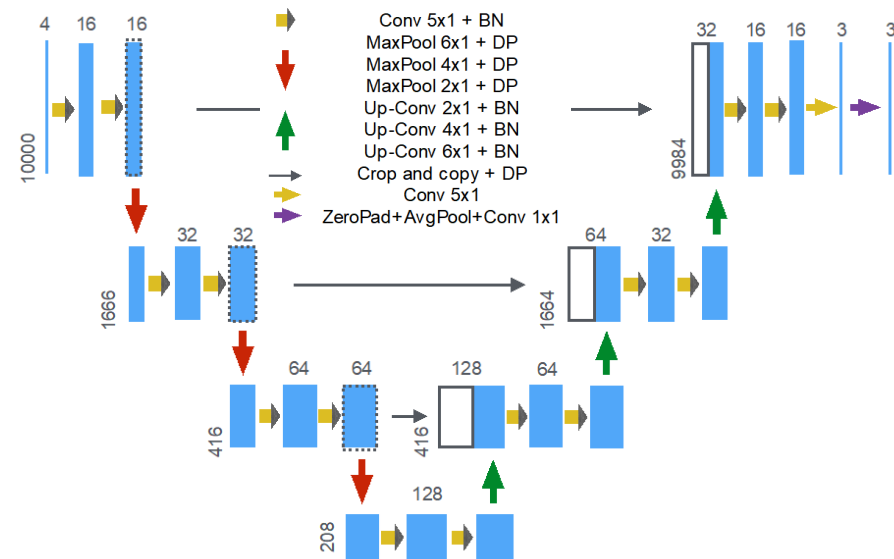 4 16 16
10000
Conv 5x1 + BN
MaxPool 6x1 + DP
MaxPool 4x1 + DP
MaxPool 2x1 + DP
Up-Conv 2x1 + BN
Up-Conv 4x1 + BN
Up-Conv 6x1 + BN
Crop and copy + DP
Conv 5x1
ZeroPad+AvgPool+Conv 1x1
32 16 16 3 3
9984
32 32
1666
64 32
1664
64 64
416
128 64
416
128
208